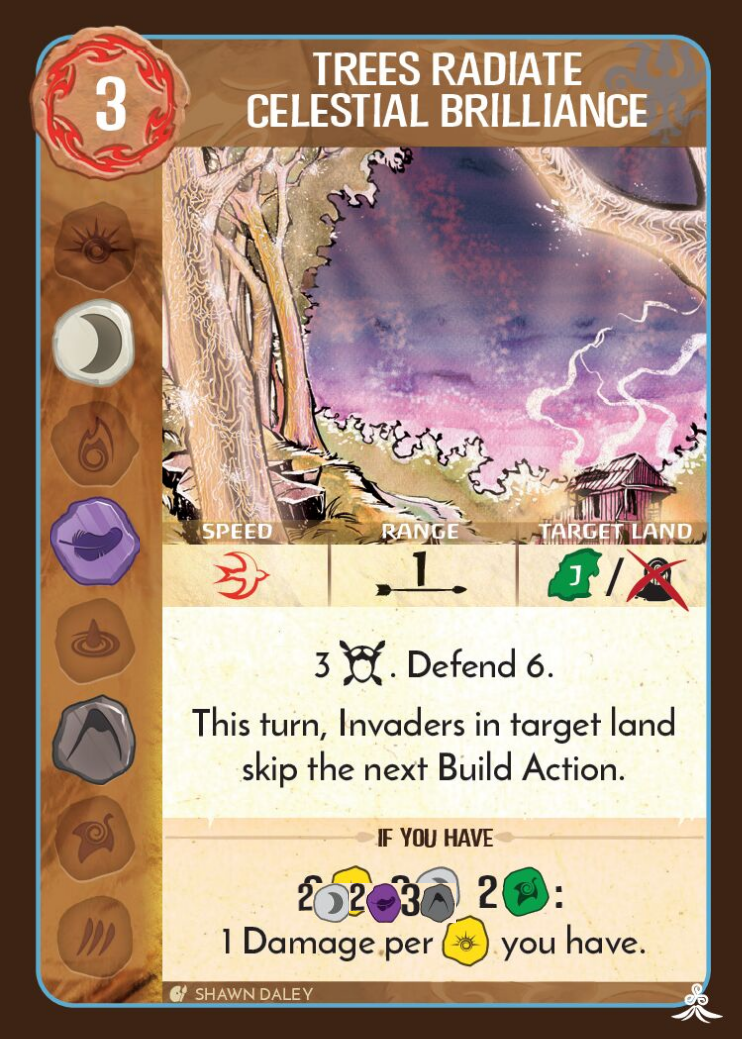 3
TREES RADIATE
CELESTIAL BRILLIANCE
SPEED RANGE TARGET LAND
1 J /
3 . Defend 6.
This turn, Invaders in target land
skip the next Build Action.
IF YOU HAVE
2 2 3 2 :
1 Damage per you have.
SHAWN DALEY